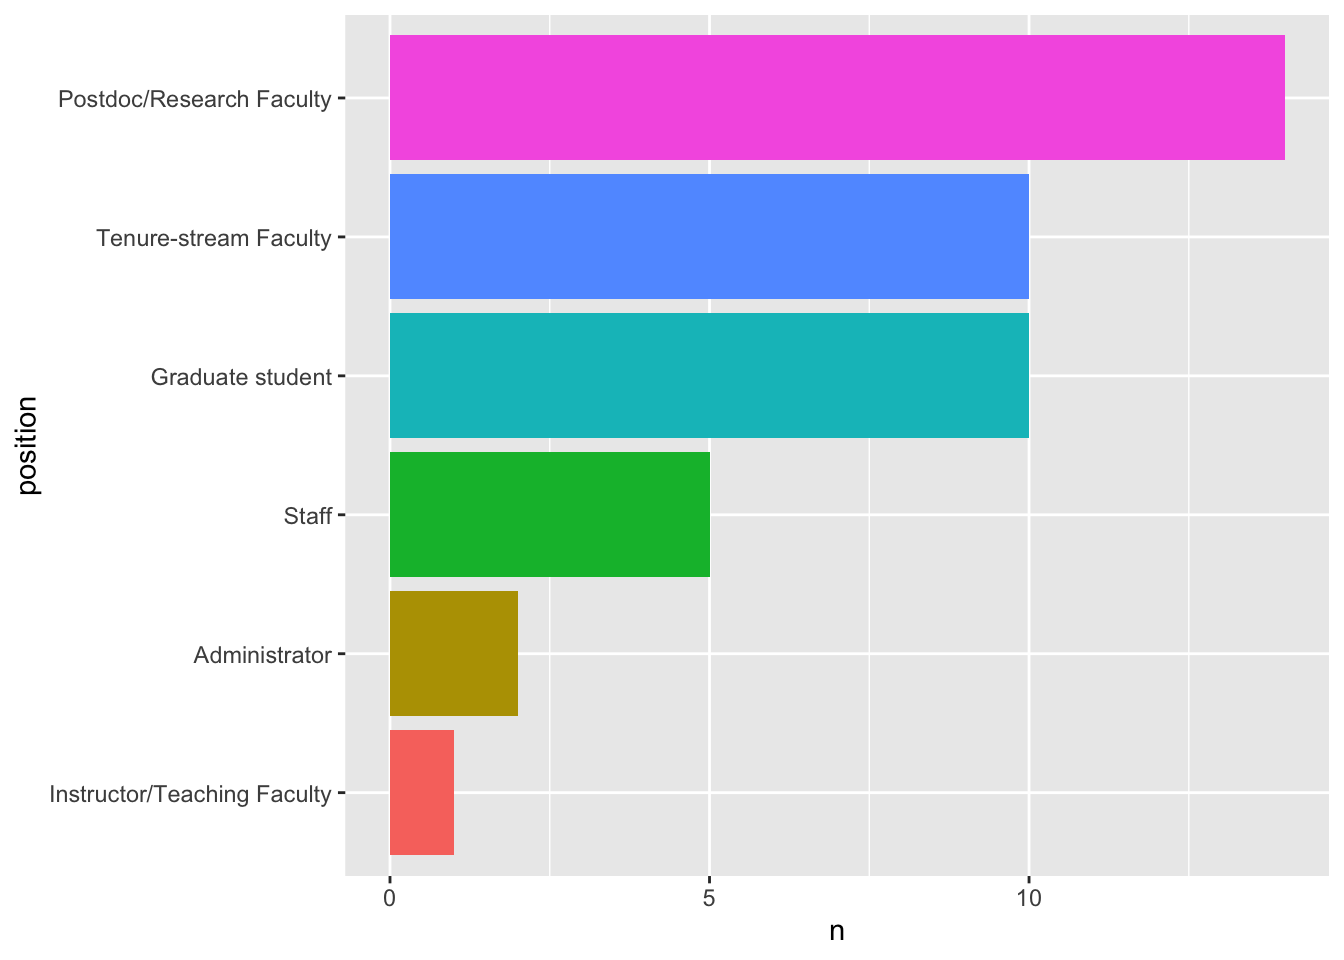 Postdoc/Research Faculty
Tenure-stream Faculty
Graduate student
Staff
Administrator
Instructor/Teaching Faculty
position
0 5 10
n